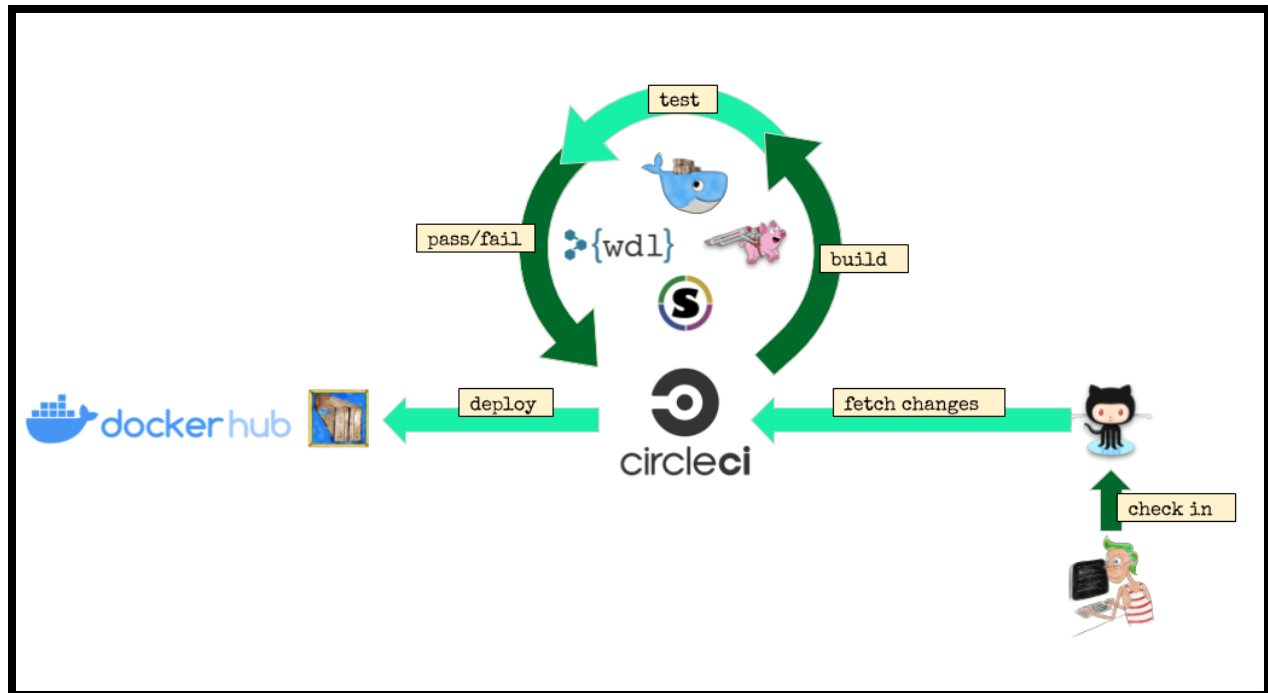 test
pass/fail
{wdl}
build
S
deploy
fetch changes
dockerhub
circleci
check in